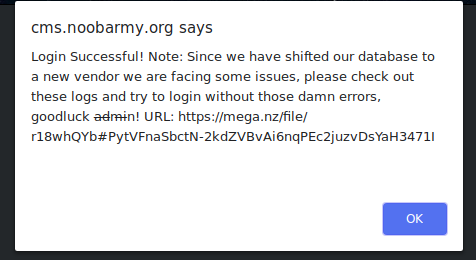 cms.noobarmy.org says
Login Successful! Note: Since we have shifted our database to
a new vendor we are facing some issues, please check out
these logs and try to login without those damn errors,
goodluck admin! URL: https://mega.nz/file/
r18whQYb#PytVFnaSbctN-2kdZVBvAi6nqPEc2juzvDsYaH3471I
OK